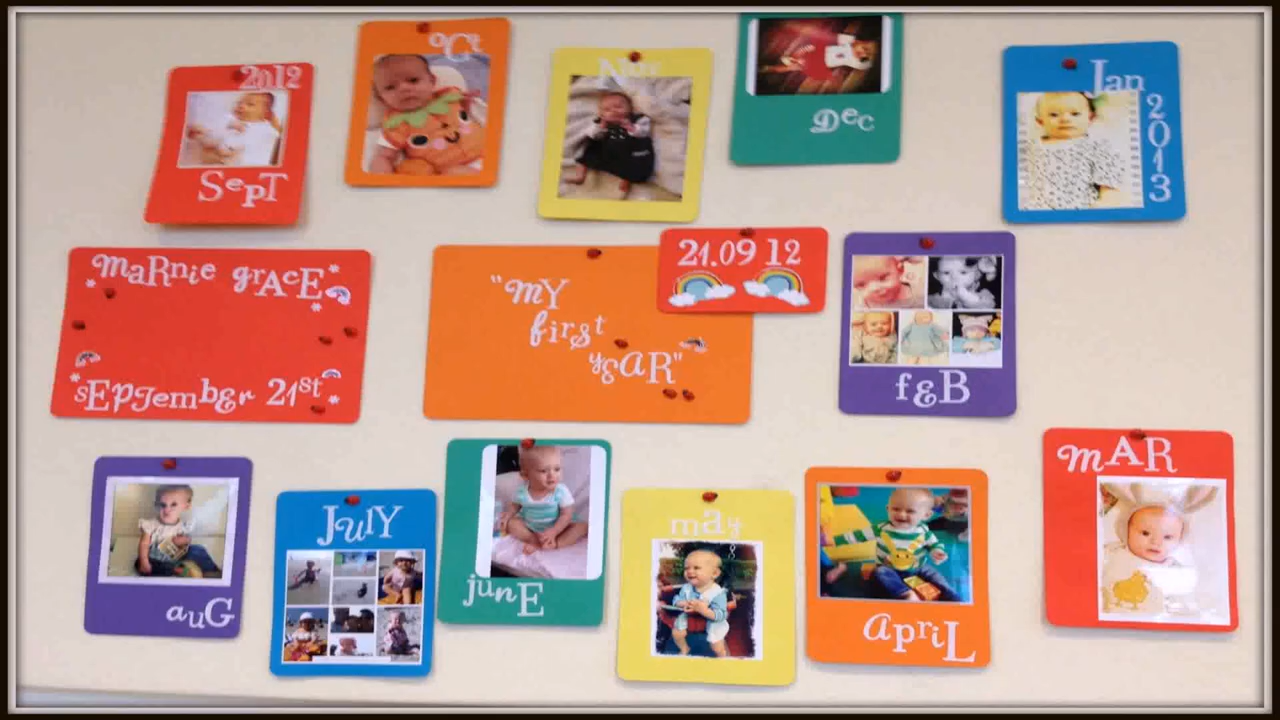 2012
Sept
Oct
Nov
Dec
Jan
2013
maRnie grAcE
sEpTember 21st
"mY
first
yEAR"
21.09 12
fEB
mAR
ApriL
may
junE
JulY
auG